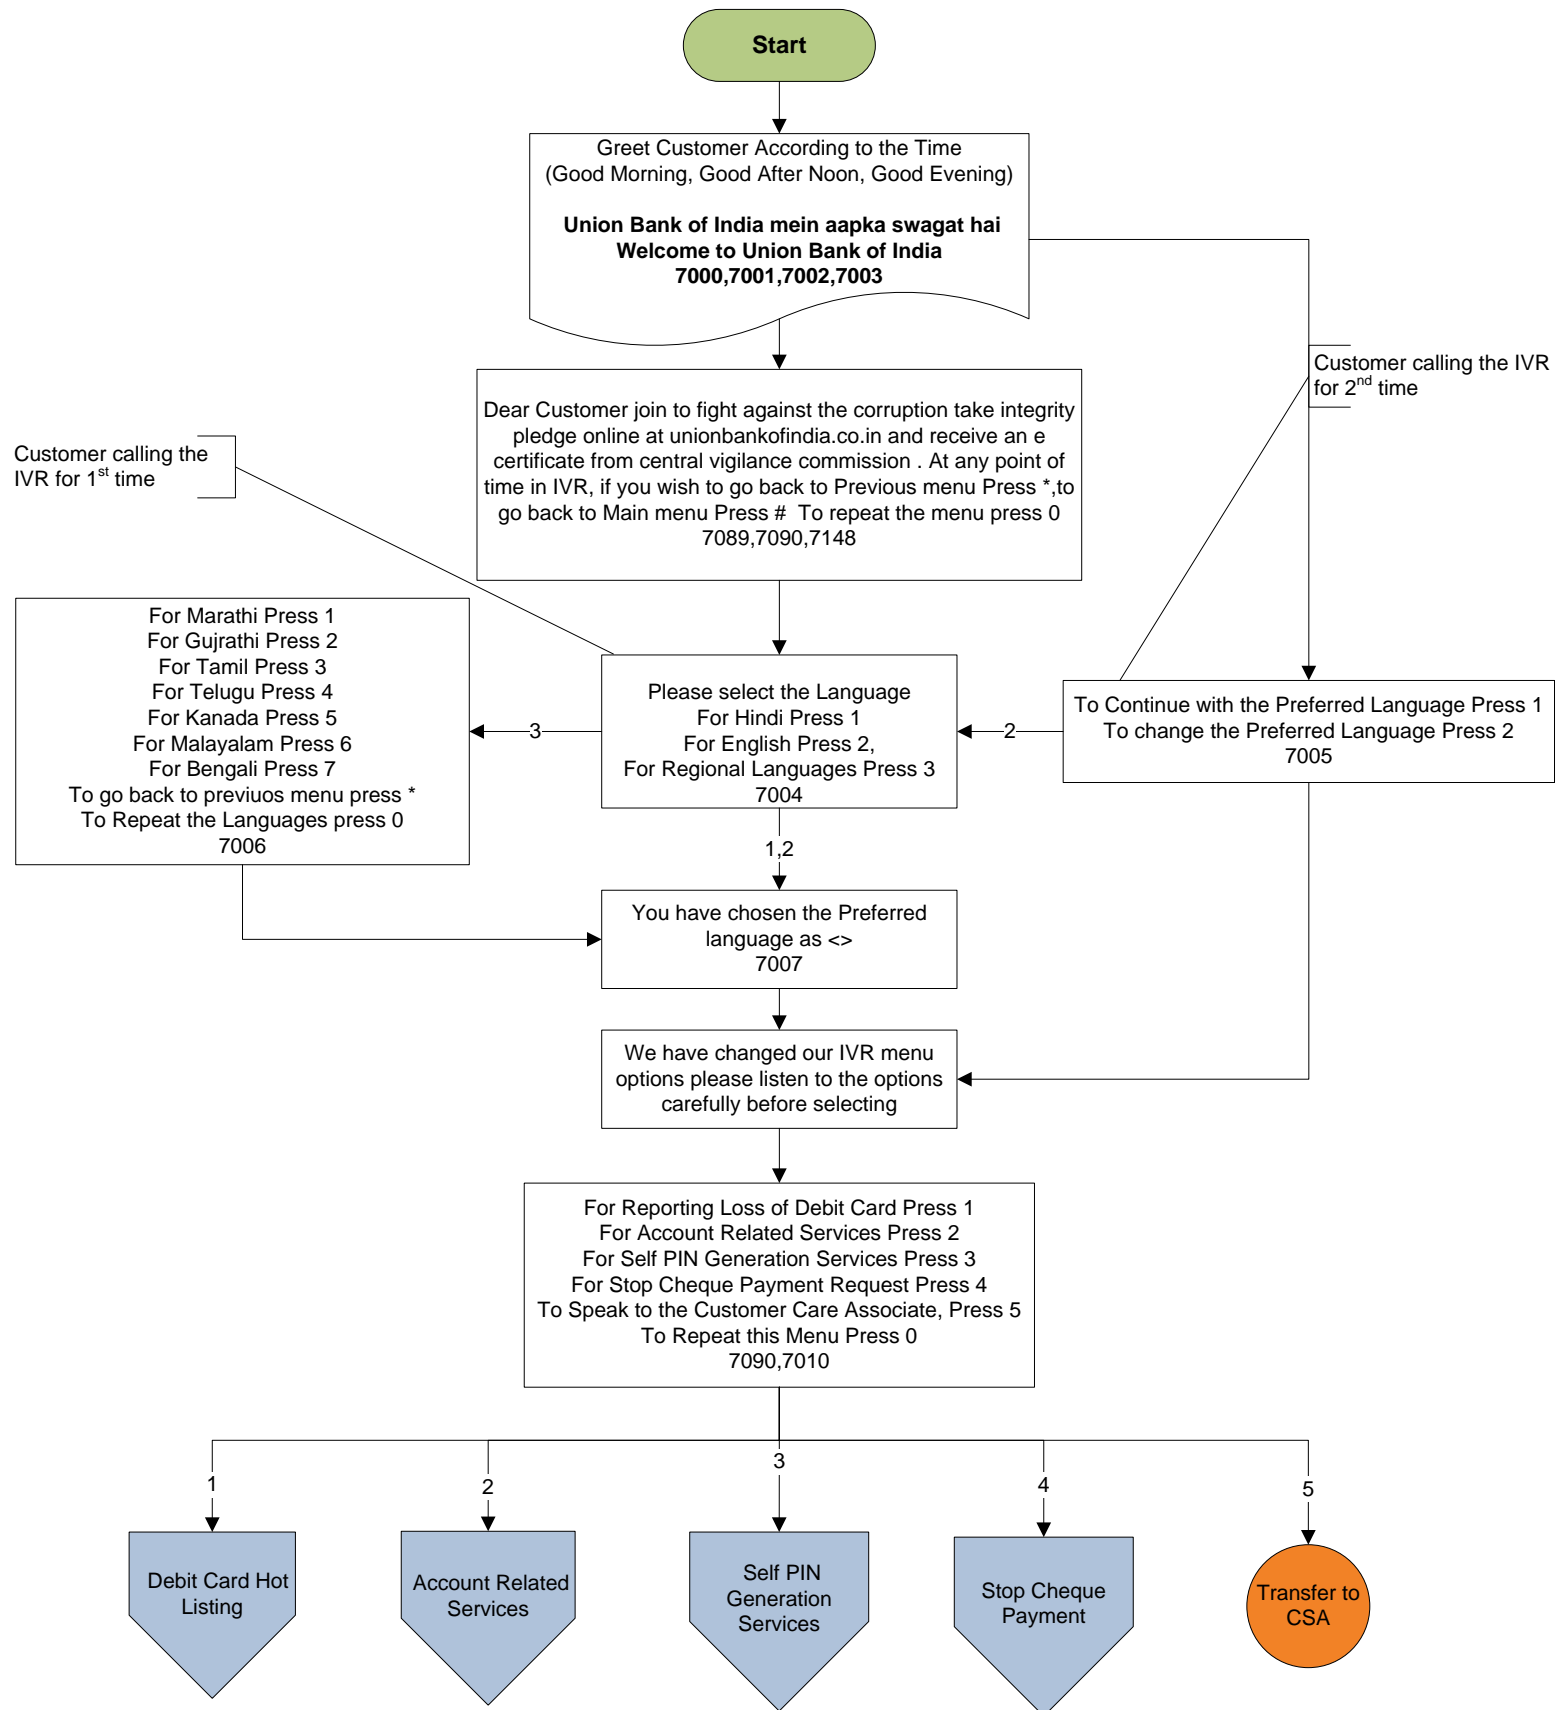 Start
Greet Customer According to the Time
(Good Morning, Good After Noon, Good Evening)
Union Bank of India mein aapka swagat hai
Welcome to Union Bank of India
7000,7001,7002,7003
Customer calling the IVR
for 2nd time
Dear Customer join to fight against the corruption take integrity
pledge online at unionbankofindia.co.in and receive an e
certificate from central vigilance commission . At any point of
time in IVR, if you wish to go back to Previous menu Press *,to
go back to Main menu Press #  To repeat the menu press 0
7089,7090,7148
Customer calling the
IVR for 1st time
For Marathi Press 1
For Gujrathi Press 2
For Tamil Press 3
For Telugu Press 4
For Kanada Press 5
For Malayalam Press 6
For Bengali Press 7
To go back to previuos menu press *
To Repeat the Languages press 0
7006
3
Please select the Language
For Hindi Press 1
For English Press 2,
For Regional Languages Press 3
7004
2
To Continue with the Preferred Language Press 1
To change the Preferred Language Press 2
7005
1,2
You have chosen the Preferred
language as <>
7007
We have changed our IVR menu
options please listen to the options
carefully before selecting
For Reporting Loss of Debit Card Press 1
For Account Related Services Press 2
For Self PIN Generation Services Press 3
For Stop Cheque Payment Request Press 4
To Speak to the Customer Care Associate, Press 5
To Repeat this Menu Press 0
7090,7010
1
2
3
4
5
Debit Card Hot
Listing
Account Related
Services
Self PIN
Generation
Services
Stop Cheque
Payment
Transfer to
CSA